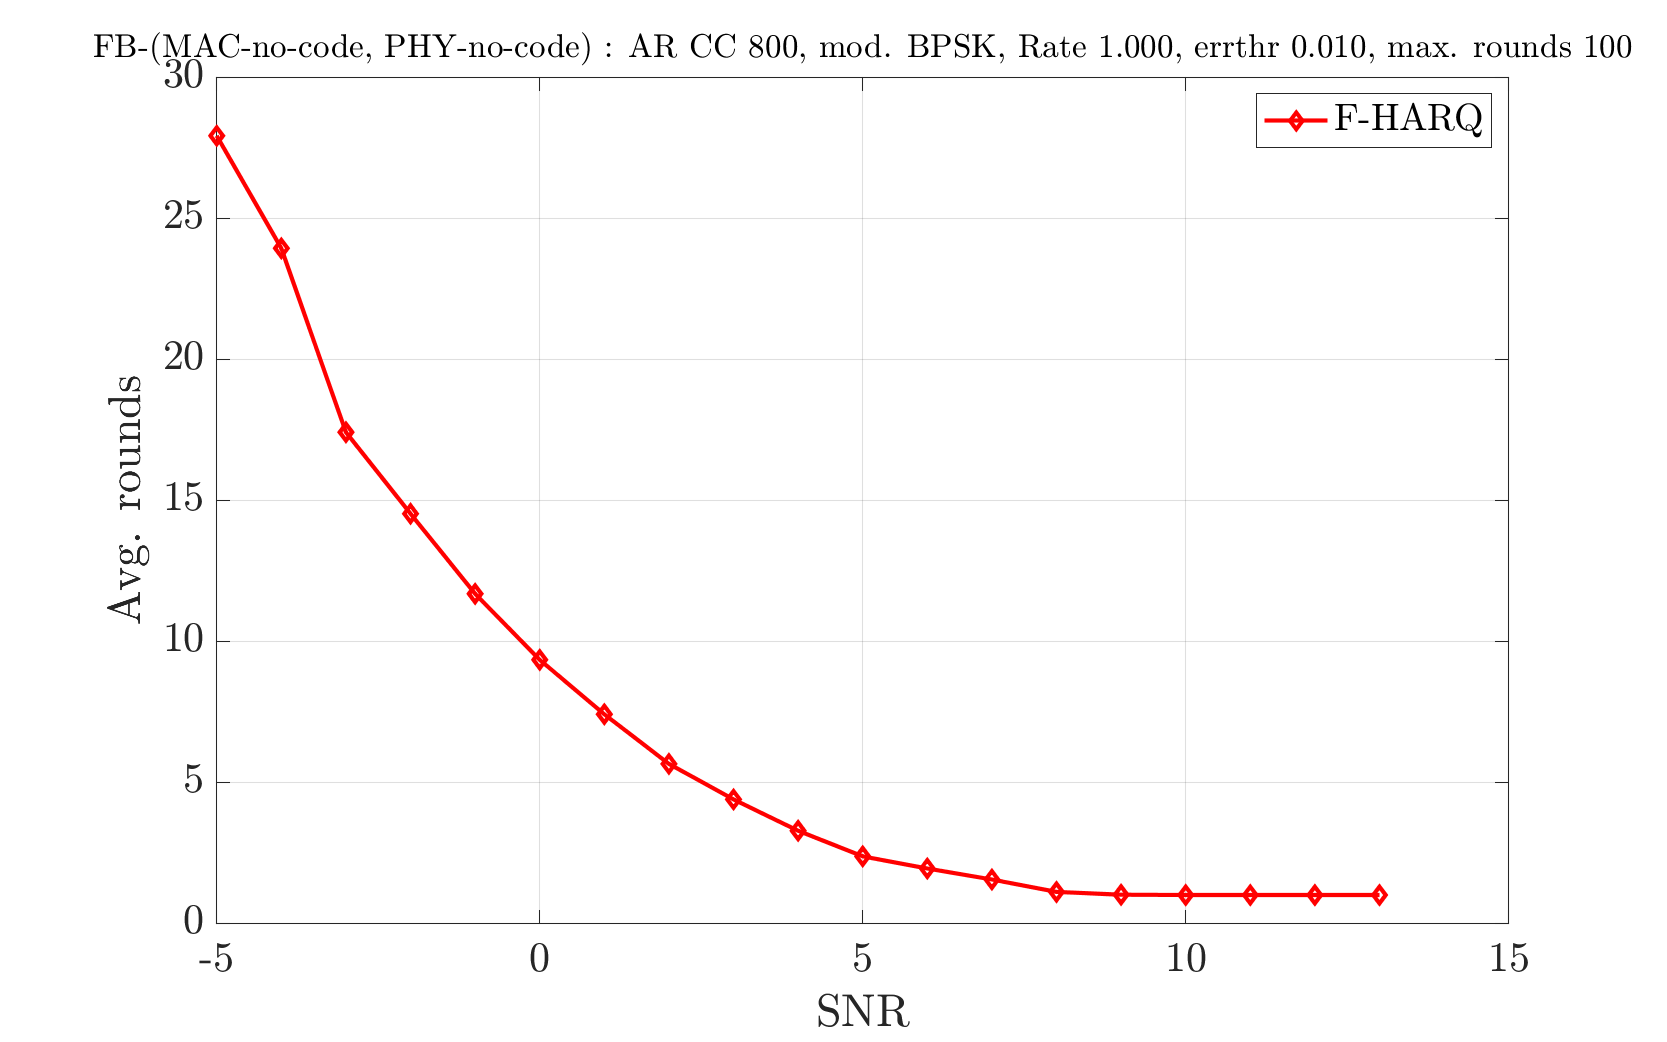 FB-(MAC-no-code, PHY-no-code) : AR CC 800, mod. BPSK, Rate 1.000, errthr 0.010, max. rounds 100
F-HARQ
30
25
20
15
10
5
0
Avg. rounds
-5 0 5 10 15
SNR